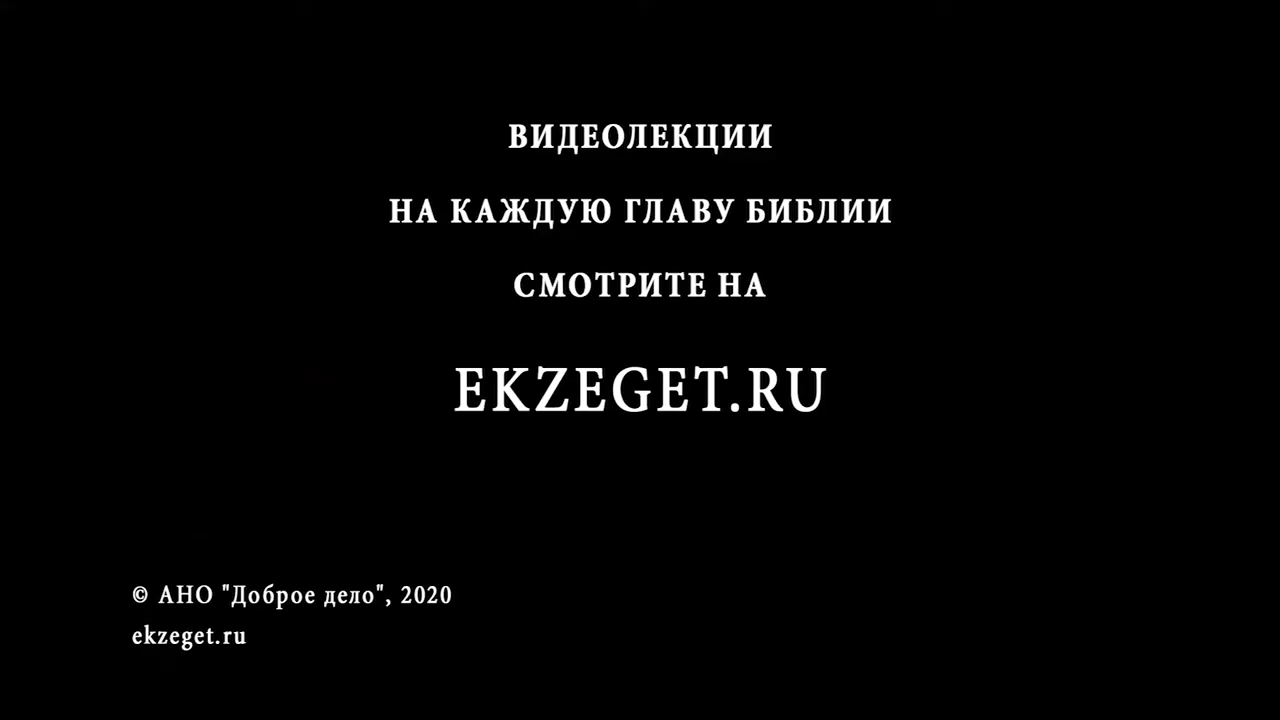 ВИДЕОЛЕКЦИИ
НА КАЖДУЮ ГЛАВУ БИБЛИИ
СМОТРИТЕ НА
EKZEGET.RU
© АНО "Доброе дело", 2020
ekzeget.ru